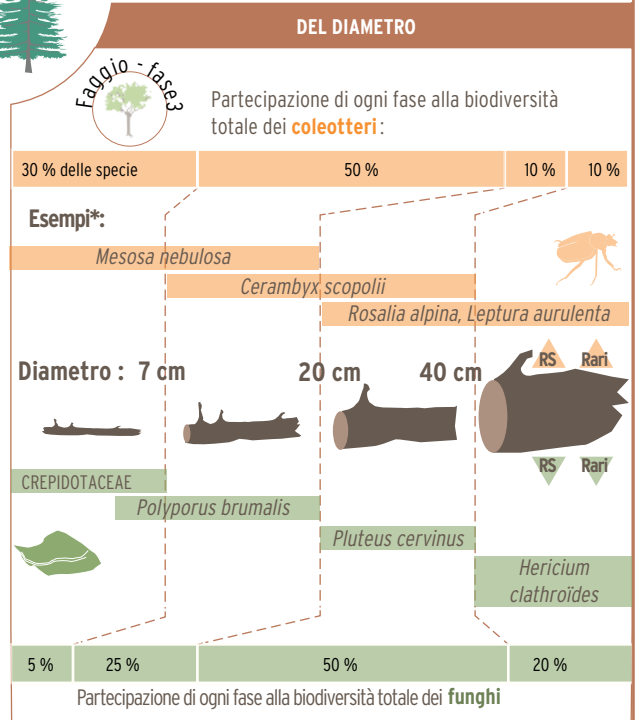 DEL DIAMETRO
Faggio - fase3
Partecipazione di ogni fase alla biodiversità
totale dei coleotteri :
30 % delle specie 50 % 10 % 10 %
Esempi*:
Mesosa nebulosa
Cerambyx scopolii
Rosalia alpina, Leptura aurulenta
RS Rari
Diametro : 7 cm 20 cm 40 cm
RS Rari
CREPIDOTACEAE
Polyporus brumalis
Pluteus cervinus
Hericium
clathroïdes
5 % 25 % 50 % 20 %
Partecipazione di ogni fase alla biodiversità totale dei funghi